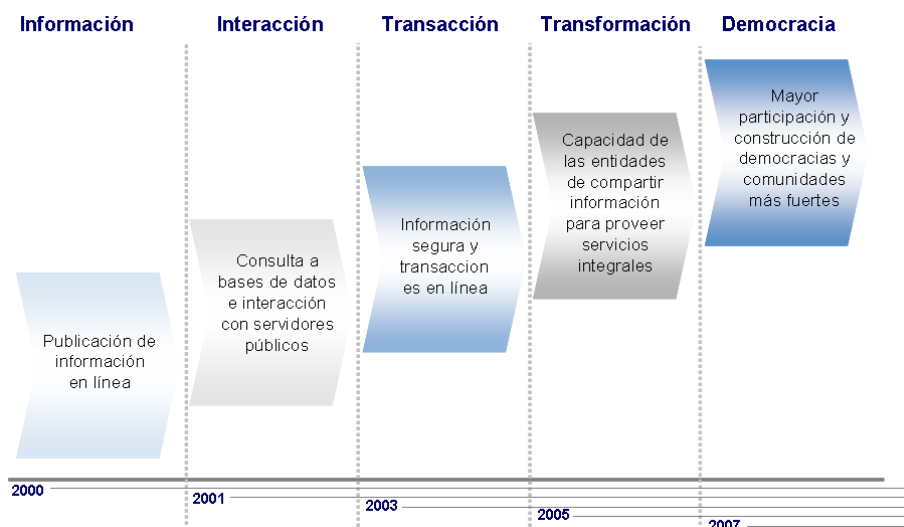 Información
Interacción
Transacción
Transformación
Democracia
Publicación de
información
en línea
Consulta a
bases de datos
e interacción
con servidores
públicos
Información
segura y
transaccion
es en línea
Capacidad de
las entidades
de compartir
información
para proveer
servicios
integrales
Mayor
participación y
construcción de
democracias y
comunidades
más fuertes
2000
2001
2003
2005
2007